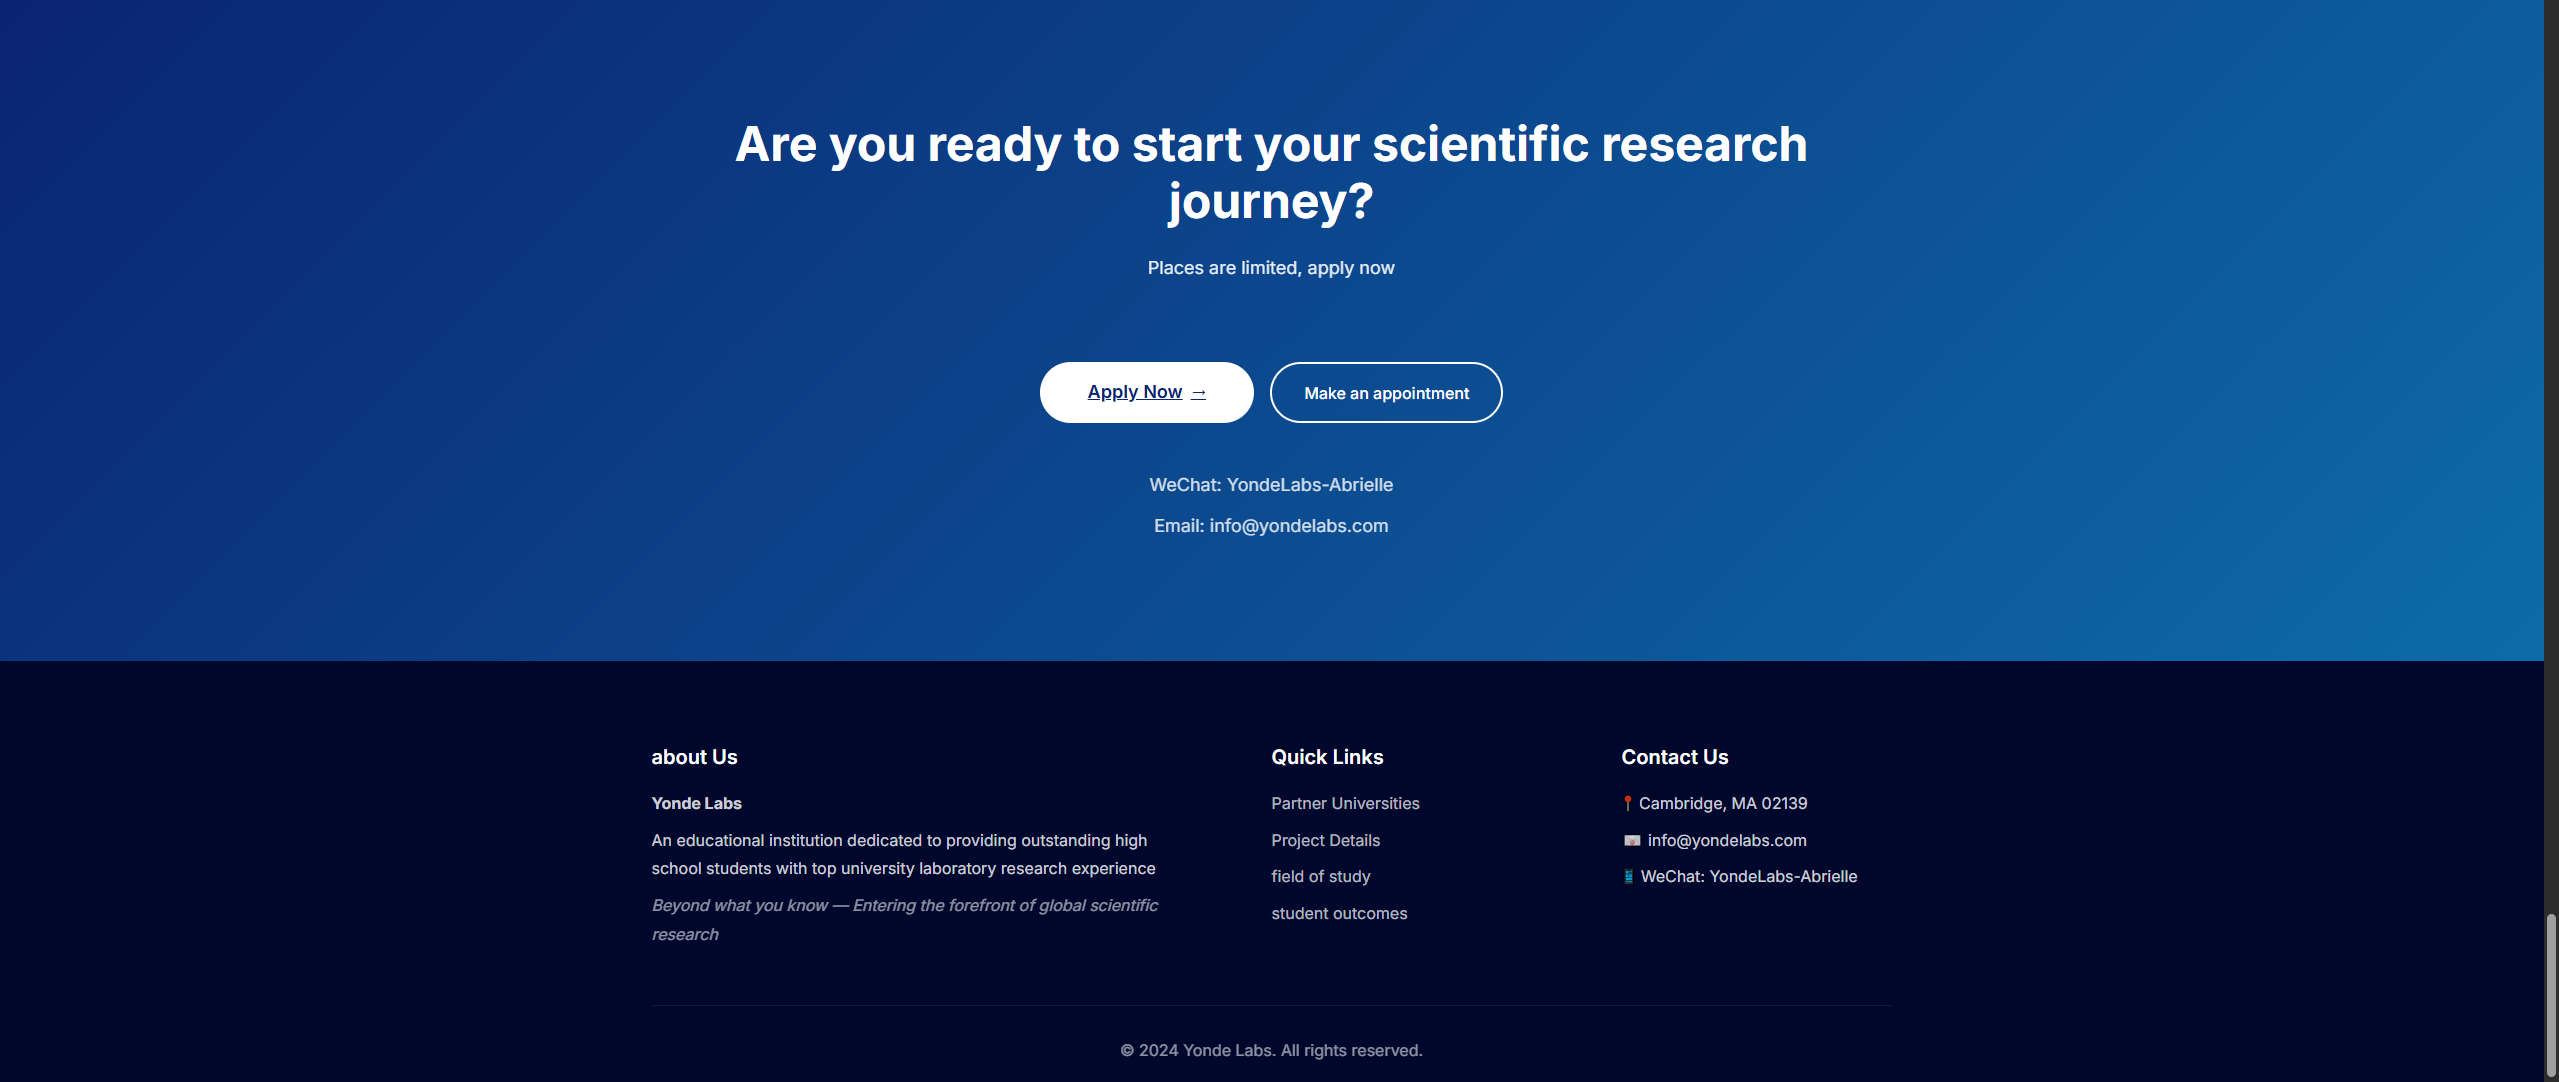 Are you ready to start your scientific research
journey?
Places are limited, apply now
Apply Now →
Make an appointment
WeChat: YondeLabs-Abrielle
Email: info@yondelabs.com
about Us
Yonde Labs
An educational institution dedicated to providing outstanding high
school students with top university laboratory research experience
Beyond what you know — Entering the forefront of global scientific
research
Quick Links
Partner Universities
Project Details
field of study
student outcomes
Contact Us
📍 Cambridge, MA 02139
📧 info@yondelabs.com
📱 WeChat: YondeLabs-Abrielle
© 2024 Yonde Labs. All rights reserved.